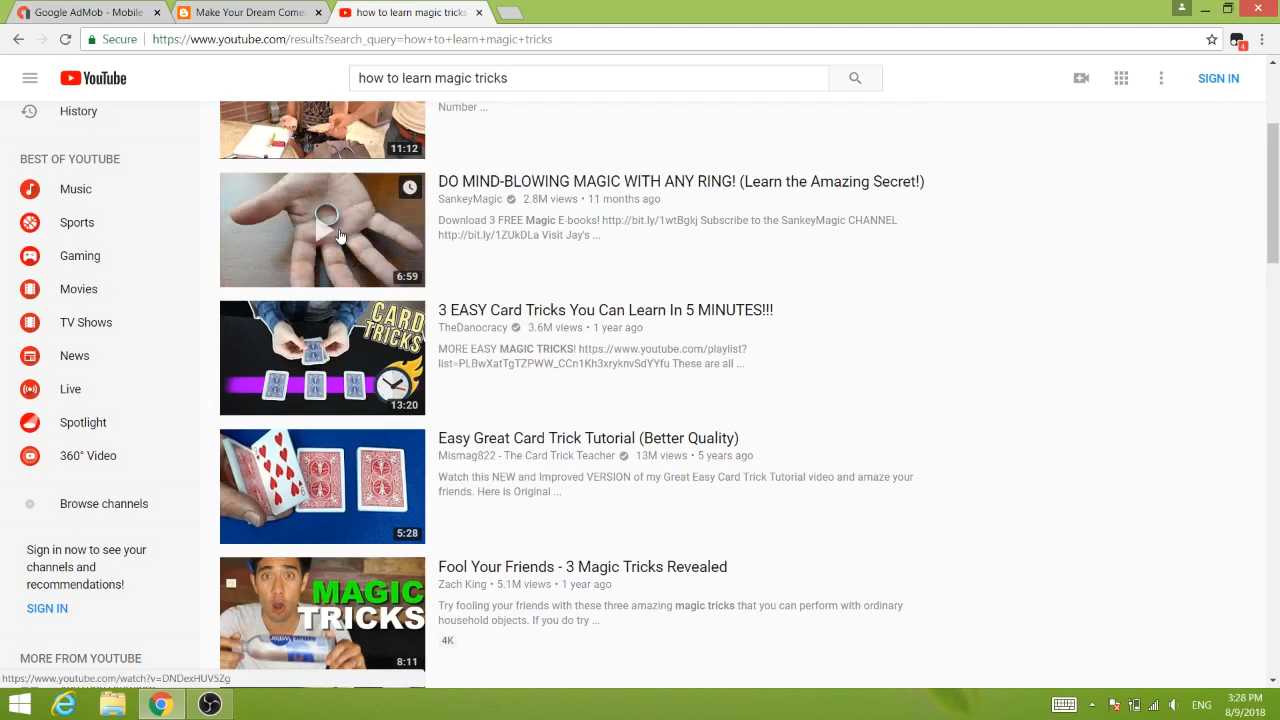 Google AdMob - Mobile
Make Your Dream Comes
how to learn magic tricks
Secure
https://www.youtube.com/results?search_query=how+to+learn+magic+tricks
4
YouTube
how to learn magic tricks
SIGN IN
History
BEST OF YOUTUBE
Music
Sports
Gaming
Movies
TV Shows
News
Live
Spotlight
360° Video
Browse channels
Sign in now to see your
channels and
recommendations!
SIGN IN
MORE FROM YOUTUBE
Number ...
11:12
DO MIND-BLOWING MAGIC WITH ANY RING! (Learn the Amazing Secret!)
SankeyMagic 2.8M views • 11 months ago
Download 3 FREE Magic E-books! http://bit.ly/1wtBgkj Subscribe to the SankeyMagic CHANNEL
http://bit.ly/1ZUkDLa Visit Jay's ...
6:59
3 EASY Card Tricks You Can Learn In 5 MINUTES!!!
TheDanocracy 3.6M views • 1 year ago
MORE EASY MAGIC TRICKS! https://www.youtube.com/playlist?
list=PLBwXatTgTZPWW_CCn1Kh3xryknvSdYYfu These are all ...
CARD
TRICKS
13:20
Easy Great Card Trick Tutorial (Better Quality)
Mismag822 - The Card Trick Teacher 13M views • 5 years ago
Watch this NEW and Improved VERSION of my Great Easy Card Trick Tutorial video and amaze your
friends. Here is Original ...
5:28
Fool Your Friends - 3 Magic Tricks Revealed
Zach King • 5.1M views • 1 year ago
Try fooling your friends with these three amazing magic tricks that you can perform with ordinary
household objects. If you do try ...
4K
MAGIC
TRICKS
8:11
https://www.youtube.com/watch?v=DNDexHUV5Zg
ENG
3:28 PM
8/9/2018